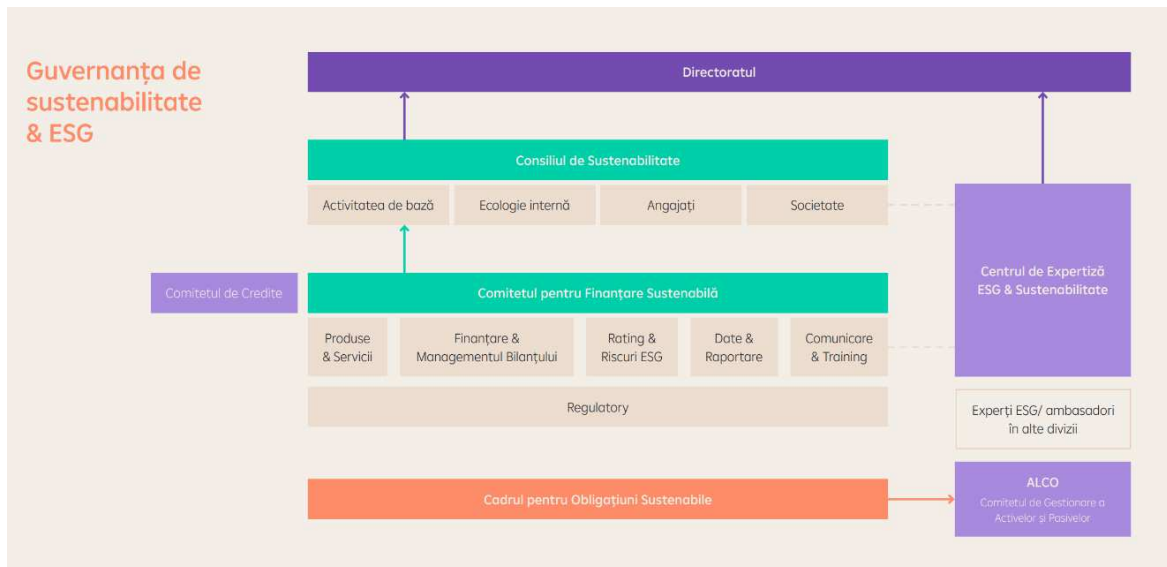 Guvernanța de
sustenabilitate
& ESG
Directoratul
Consiliul de Sustenabilitate
Activitatea de bază
Ecologie internă
Angajați
Societate
Centrul de Expertiză
ESG & Sustenabilitate
Comitetul de Credite
Comitetul pentru Finanțare Sustenabilă
Produse
& Servicii
Finanțare &
Managementul Bilanțului
Rating &
Riscuri ESG
Date &
Raportare
Comunicare
& Training
Regulatory
Experți ESG/ ambasadori
în alte divizii
Cadrul pentru Obligațiuni Sustenabile
ALCO
Comitetul de Gestionare a
Activelor și Pasivelor